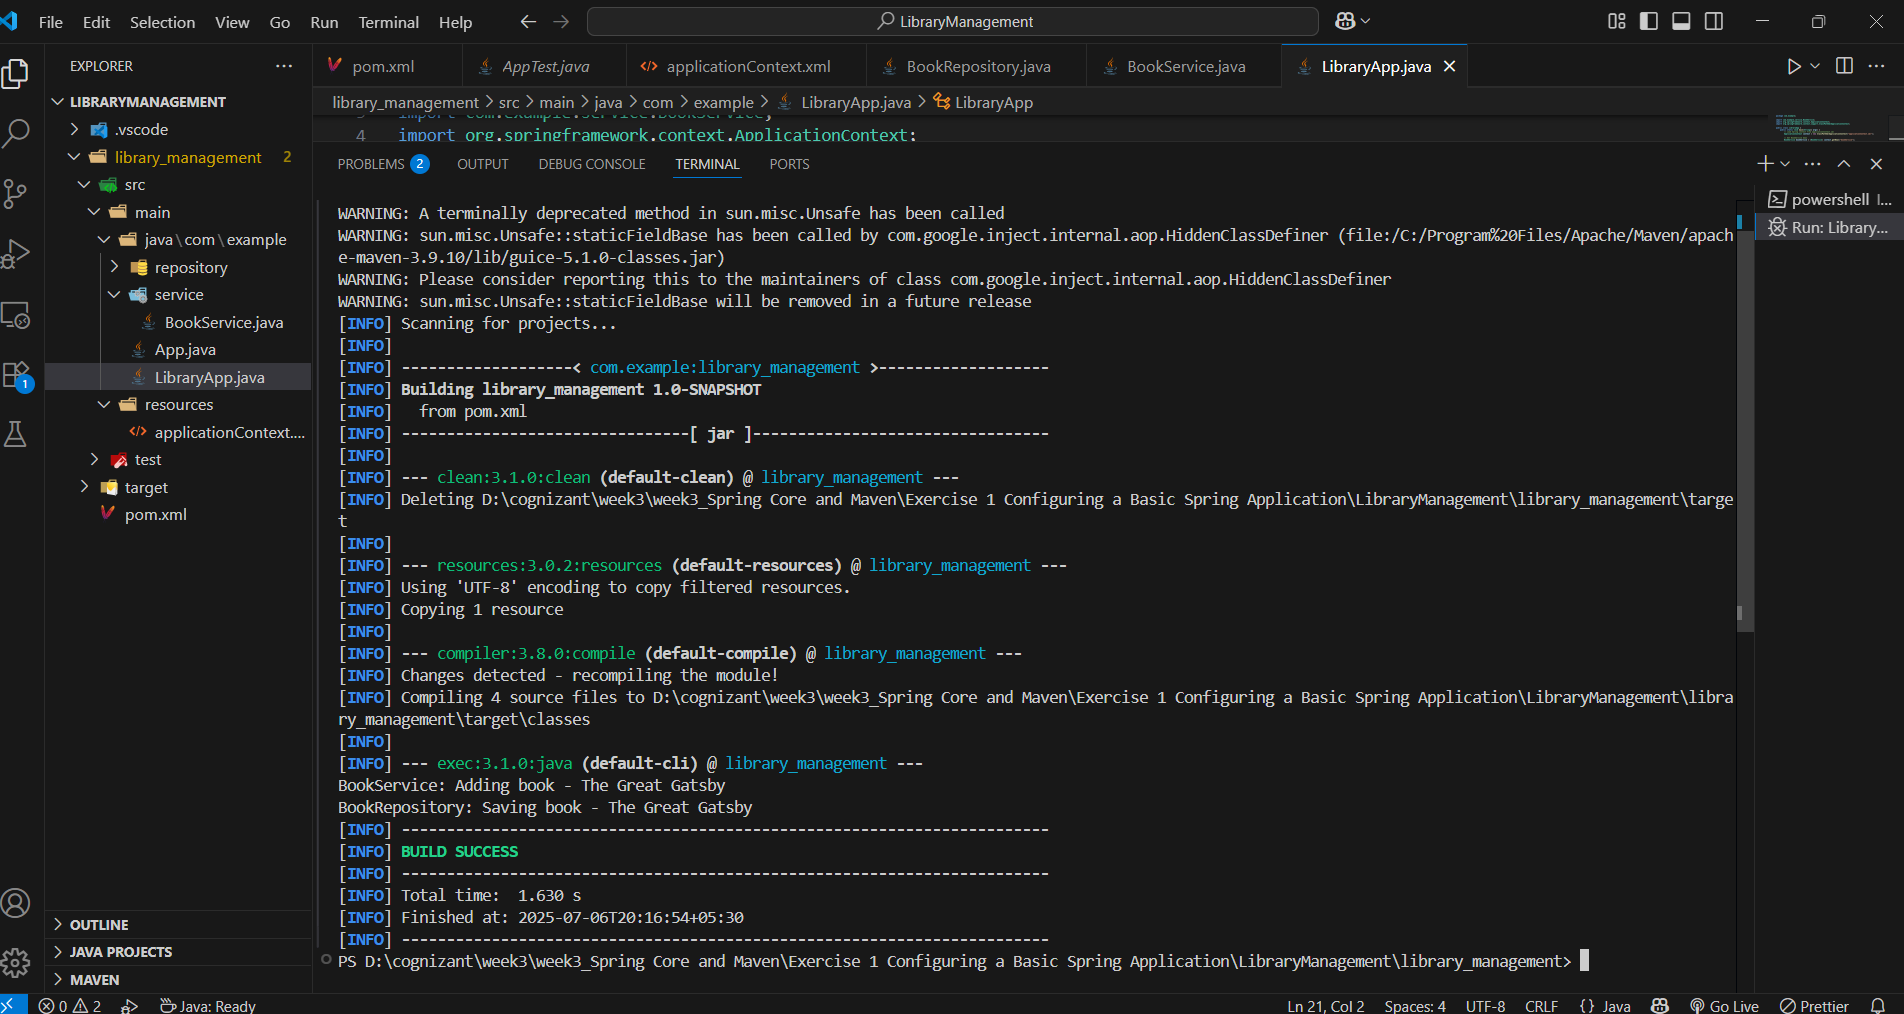 File Edit Selection View Go Run Terminal Help
LibraryManagement
EXPLORER
LIBRARYMANAGEMENT
.vscode
library_management 2
src
main
java\com\example
repository
service
BookService.java
App.java
LibraryApp.java
resources
applicationContext....
test
target
pom.xml
OUTLINE
JAVA PROJECTS
MAVEN
1
pom.xml AppTest.java applicationContext.xml BookRepository.java BookService.java LibraryApp.java
library_management > src > main > java > com > example > LibraryApp.java > LibraryApp
4 import org.springframework.context.ApplicationContext;
PROBLEMS 2 OUTPUT DEBUG CONSOLE TERMINAL PORTS
powershell l...
Run: Library...
WARNING: A terminally deprecated method in sun.misc.Unsafe has been called
WARNING: sun.misc.Unsafe::staticFieldBase has been called by com.google.inject.internal.aop.HiddenClassDefiner (file:/C:/Program%20Files/Apache/Maven/apach
e-maven-3.9.10/lib/guice-5.1.0-classes.jar)
WARNING: Please consider reporting this to the maintainers of class com.google.inject.internal.aop.HiddenClassDefiner
WARNING: sun.misc.Unsafe::staticFieldBase will be removed in a future release
[INFO] Scanning for projects...
[INFO]
[INFO] -------------------< com.example:library_management >-------------------
[INFO] Building library_management 1.0-SNAPSHOT
[INFO]   from pom.xml
[INFO] --------------------------------[ jar ]---------------------------------
[INFO]
[INFO] --- clean:3.1.0:clean (default-clean) @ library_management ---
[INFO] Deleting D:\cognizant\week3\week3_Spring Core and Maven\Exercise 1 Configuring a Basic Spring Application\LibraryManagement\library_management\targe
t
[INFO]
[INFO] --- resources:3.0.2:resources (default-resources) @ library_management ---
[INFO] Using 'UTF-8' encoding to copy filtered resources.
[INFO] Copying 1 resource
[INFO]
[INFO] --- compiler:3.8.0:compile (default-compile) @ library_management ---
[INFO] Changes detected - recompiling the module!
[INFO] Compiling 4 source files to D:\cognizant\week3\week3_Spring Core and Maven\Exercise 1 Configuring a Basic Spring Application\LibraryManagement\libra
ry_management\target\classes
[INFO]
[INFO] --- exec:3.1.0:java (default-cli) @ library_management ---
BookService: Adding book - The Great Gatsby
BookRepository: Saving book - The Great Gatsby
[INFO] ------------------------------------------------------------------------
[INFO] BUILD SUCCESS
[INFO] ------------------------------------------------------------------------
[INFO] Total time:  1.630 s
[INFO] Finished at: 2025-07-06T20:16:54+05:30
[INFO] ------------------------------------------------------------------------
PS D:\cognizant\week3\week3_Spring Core and Maven\Exercise 1 Configuring a Basic Spring Application\LibraryManagement\library_management>
0 2 Java: Ready Ln 21, Col 2 Spaces: 4 UTF-8 CRLF {} Java Go Live Prettier